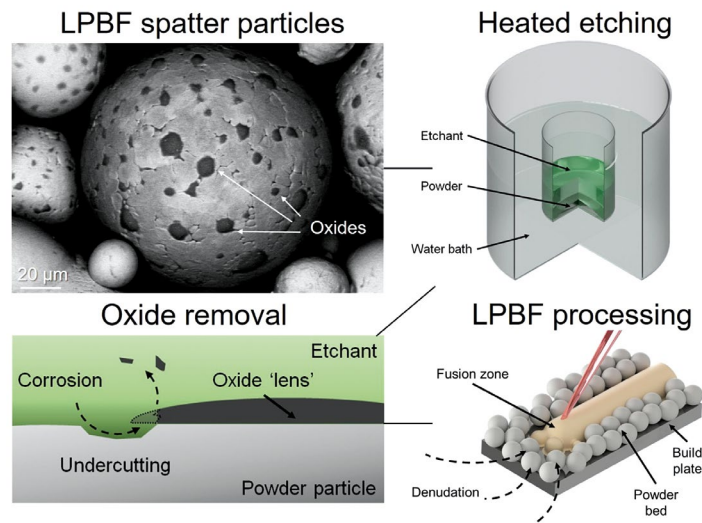 LPBF spatter particles
Oxides
20 µm
Heated etching
Etchant
Powder
Water bath
Oxide removal
Etchant
Corrosion
Oxide ‘lens’
Undercutting
Powder particle
LPBF processing
Fusion zone
Build
plate
Denudation
Powder
bed